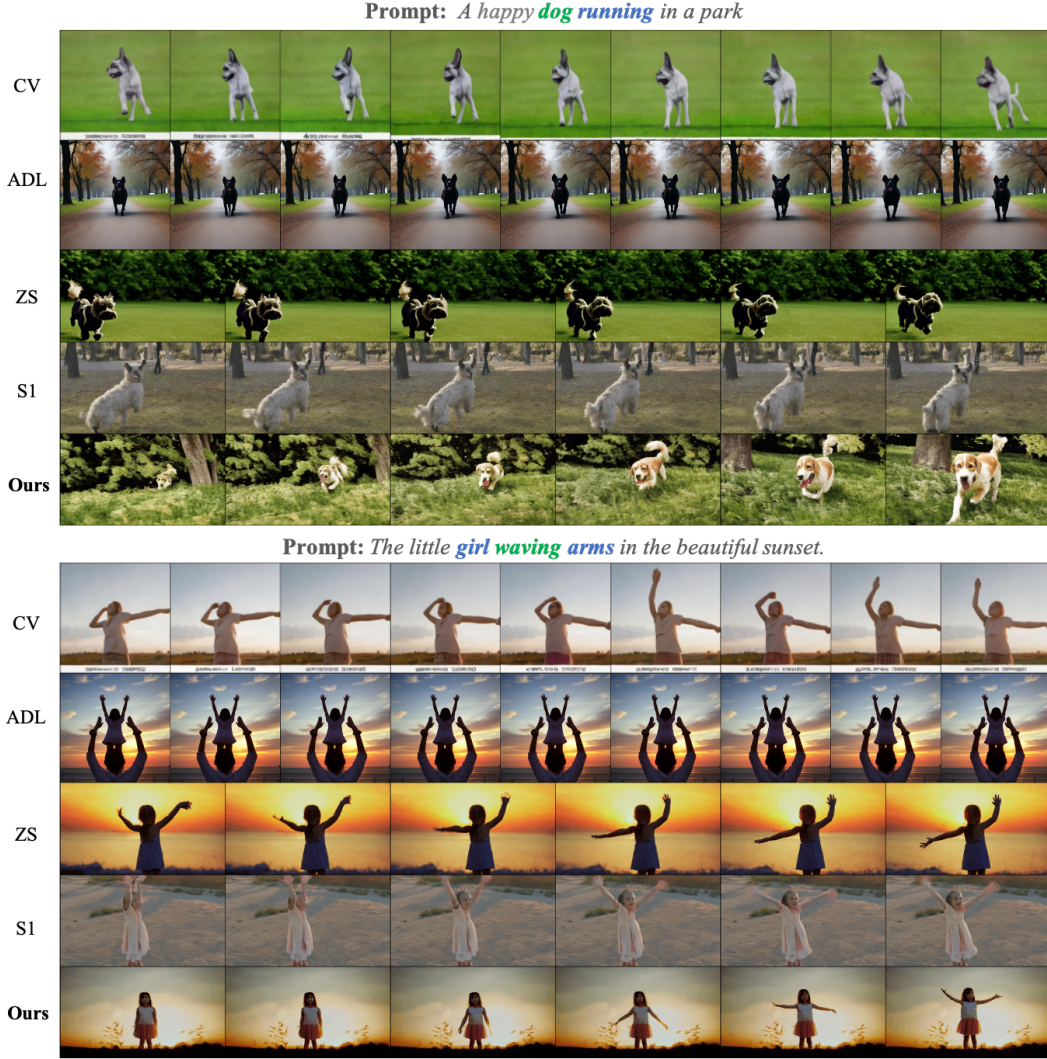 Prompt: A happy dog running in a park
CV
ADL
ZS
S1
Ours
Prompt: The little girl waving arms in the beautiful sunset.
CV
ADL
ZS
S1
Ours